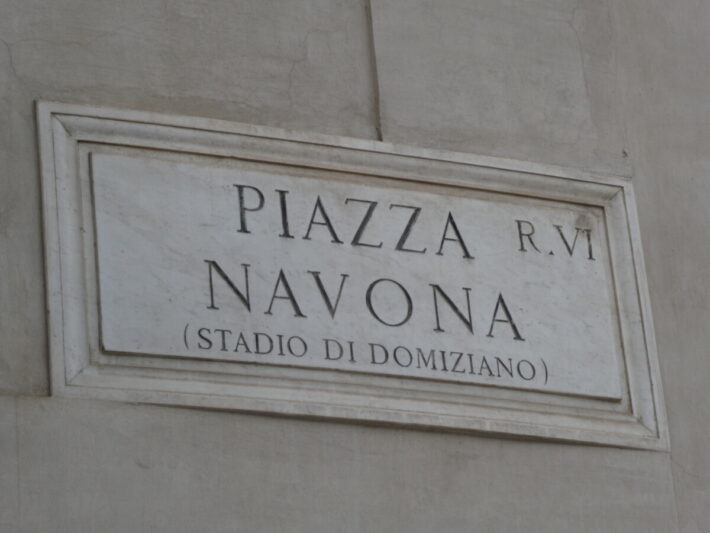 PIAZZA R.VI
NAVONA
(STADIO DI DOMIZIANO)